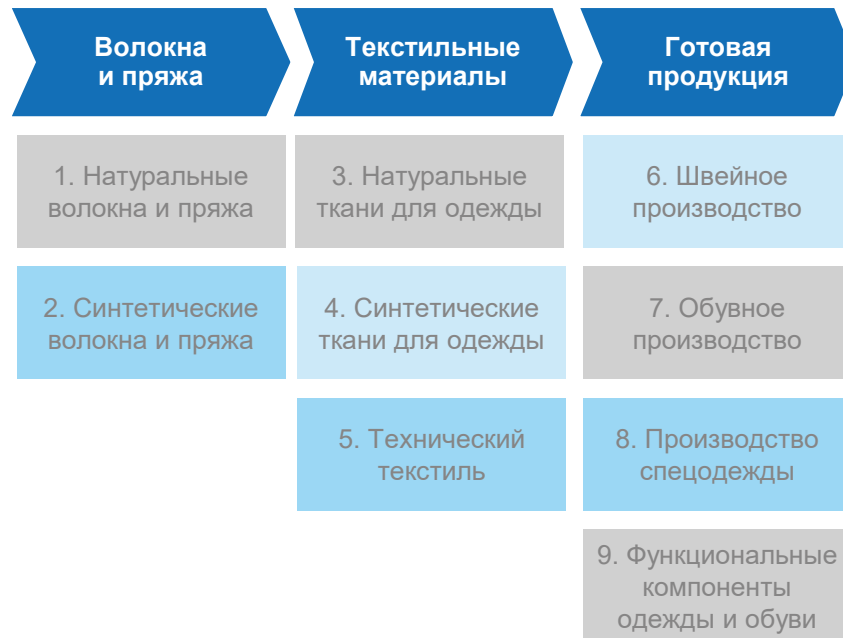 Волокна
и пряжа
Текстильные
материалы
Готовая
продукция
1. Натуральные
волокна и пряжа
3. Натуральные
ткани для одежды
6. Швейное
производство
2. Синтетические
волокна и пряжа
4. Синтетические
ткани для одежды
7. Обувное
производство
5. Технический
текстиль
8. Производство
спецодежды
9. Функциональные
компоненты
одежды и обуви